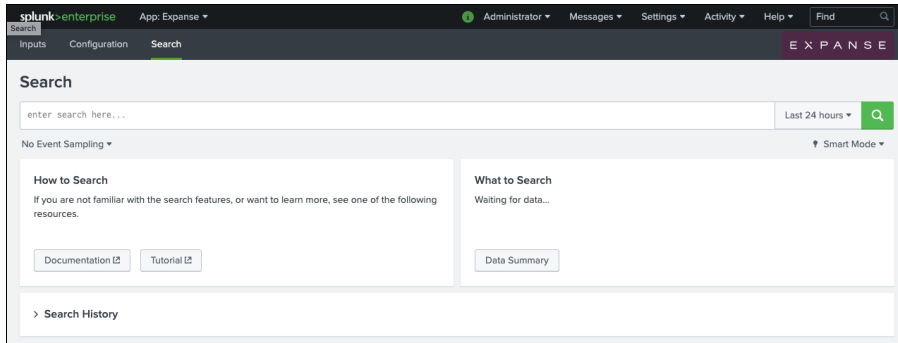 splunk>enterprise App: Expanse i Administrator Messages Settings Activity Help Find
Search
Inputs Configuration Search EXPANSE
Search
enter search here... Last 24 hours
No Event Sampling Smart Mode
How to Search
If you are not familiar with the search features, or want to learn more, see one of the following
resources.
Documentation Tutorial
What to Search
Waiting for data...
Data Summary
> Search History